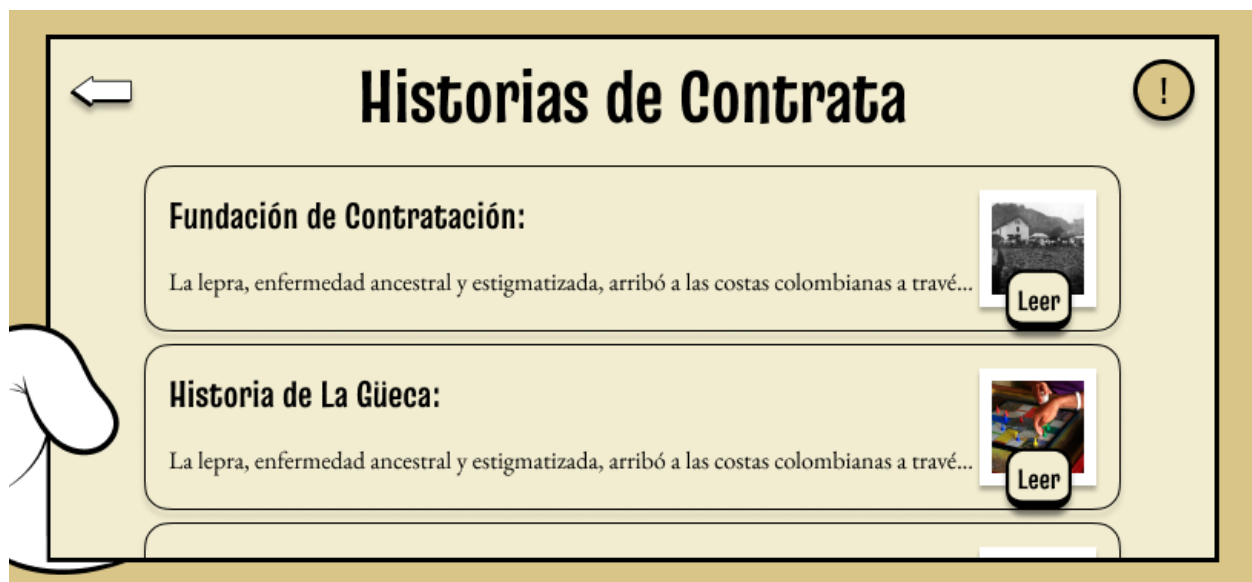 Historias de Contrata
!
Fundación de Contratación:
La lepra, enfermedad ancestral y estigmatizada, arribó a las costas colombianas a travé...
Leer
Historia de La Güeca:
La lepra, enfermedad ancestral y estigmatizada, arribó a las costas colombianas a travé...
Leer